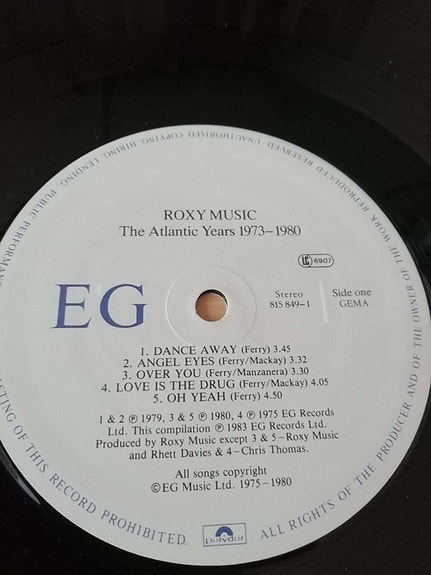 ROXY MUSIC
The Atlantic Years 1973–1980
LC 6907
EG
Stereo
815 849-1
Side one
GEMA
1. DANCE AWAY (Ferry) 3.45
2. ANGEL EYES (Ferry/Mackay) 3.32
3. OVER YOU (Ferry/Manzanera) 3.30
4. LOVE IS THE DRUG (Ferry/Mackay) 4.05
5. OH YEAH (Ferry) 4.50
1 & 2 ℗ 1979, 3 & 5 ℗ 1980, 4 ℗ 1975 EG Records
Ltd. This compilation ℗ 1983 EG Records Ltd.
Produced by Roxy Music except 3 & 5 – Roxy Music
and Rhett Davies & 4 – Chris Thomas.
All songs copyright
© EG Music Ltd. 1975–1980
polydor
ALL RIGHTS OF THE PRODUCER AND OF THE OWNER OF THE WORK REPRODUCED RESERVED. UNAUTHORISED COPYING, HIRING, LENDING, PUBLIC PERFORMAN
STING OF THIS RECORD PROHIBITED.